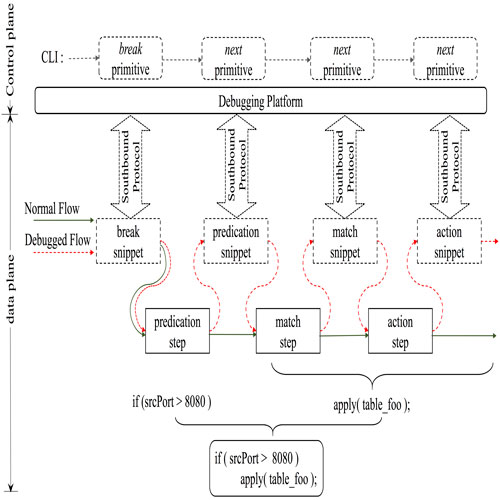 Control plane
CLI :
break
primitive
next
primitive
next
primitive
next
primitive
Debugging Platform
data plane
Southbound
Protocol
Southbound
Protocol
Southbound
Protocol
Southbound
Protocol
Normal Flow
Debugged Flow
break
snippet
predication
snippet
match
snippet
action
snippet
predication
step
match
step
action
step
if (srcPort > 8080 )
apply( table_foo );
if ( srcPort > 8080 )
apply( table_foo );